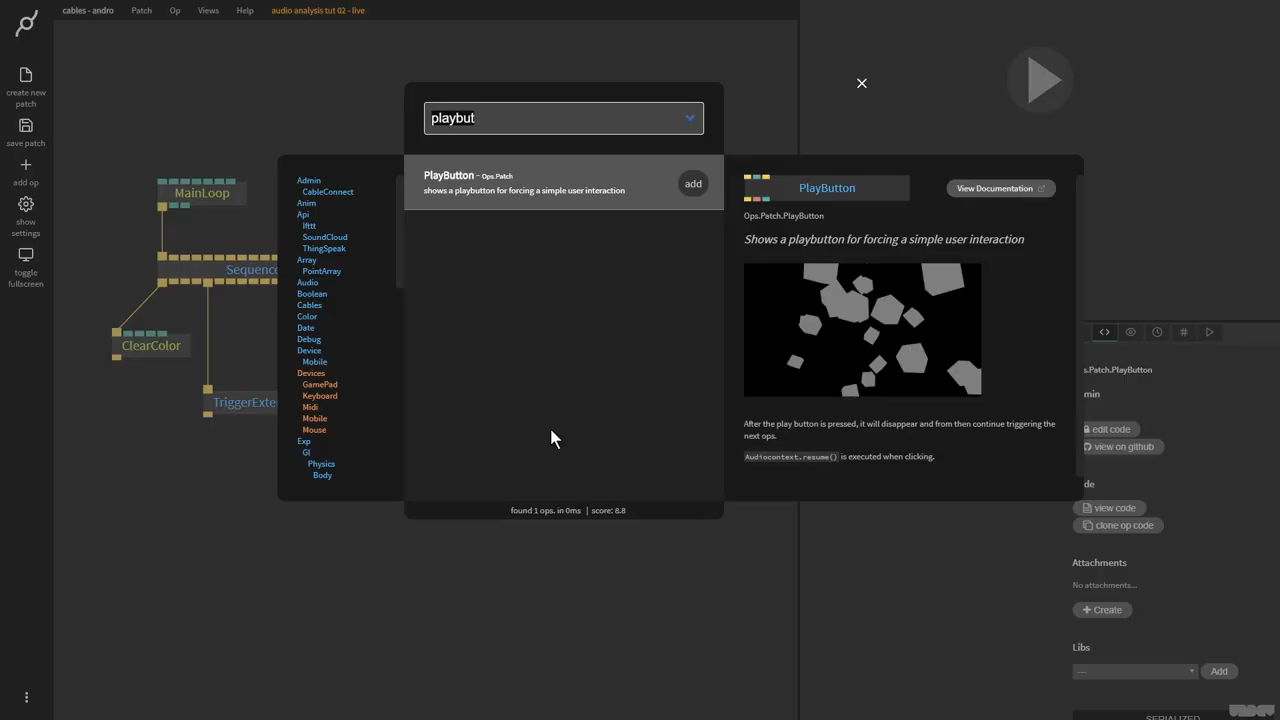 cables - andro
Patch
Op
Views
Help
audio analysis tut 02 - live
create new
patch
save patch
add op
show
settings
toggle
fullscreen
MainLoop
Sequenc
ClearColor
TriggerExte
playbut
PlayButton - Ops.Patch
shows a playbutton for forcing a simple user interaction
add
Admin
CableConnect
Anim
Api
Ifttt
SoundCloud
ThingSpeak
Array
PointArray
Audio
Boolean
Cables
Color
Date
Debug
Device
Mobile
Devices
GamePad
Keyboard
Midi
Mobile
Mouse
Exp
Gl
Physics
Body
found 1 ops. in 0ms | score: 8.8
PlayButton
View Documentation
Ops.Patch.PlayButton
Shows a playbutton for forcing a simple user interaction
After the play button is pressed, it will disappear and from then continue triggering the
next ops.
Audiocontext.resume() is executed when clicking.
s.Patch.PlayButton
min
edit code
view on github
de
view code
clone op code
Attachments
No attachments...
+ Create
Libs
---
Add
SERIALIZED